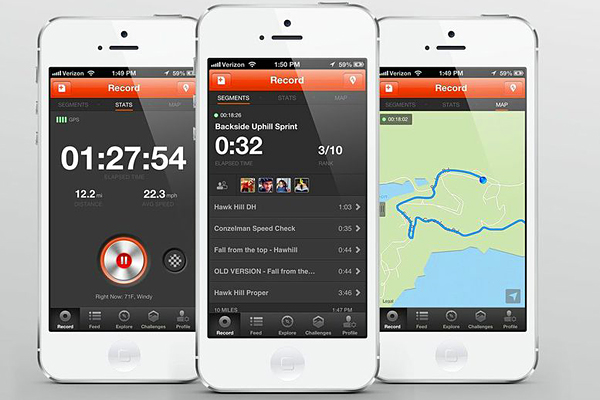 Verizon 1:49 PM 59%
Record
SEGMENTS STATS MAP
GPS
01:27:54
ELAPSED TIME
12.2 mi 22.3 mph
DISTANCE AVG SPEED
Right Now: 71F, Windy
Record Feed Explore Challenges Profile
Verizon 1:50 PM 59%
Record
SEGMENTS STATS MAP
00:18:26
Backside Uphill Sprint
0:32 3/10
ELAPSED TIME RANK
Hawk Hill DH 1:03
Conzelman Speed Check 0:35
Fall from the top - Hawhill 0:44
OLD VERSION - Fall from the... 0:44
Hawk Hill Proper 3:46
10 MILES 1:47 PM
Record Feed Explore Challenges Profile
Verizon 1:49 PM 59%
Record
SEGMENTS STATS MAP
00:18:02
Legal
Record Feed Explore Challenges Profile